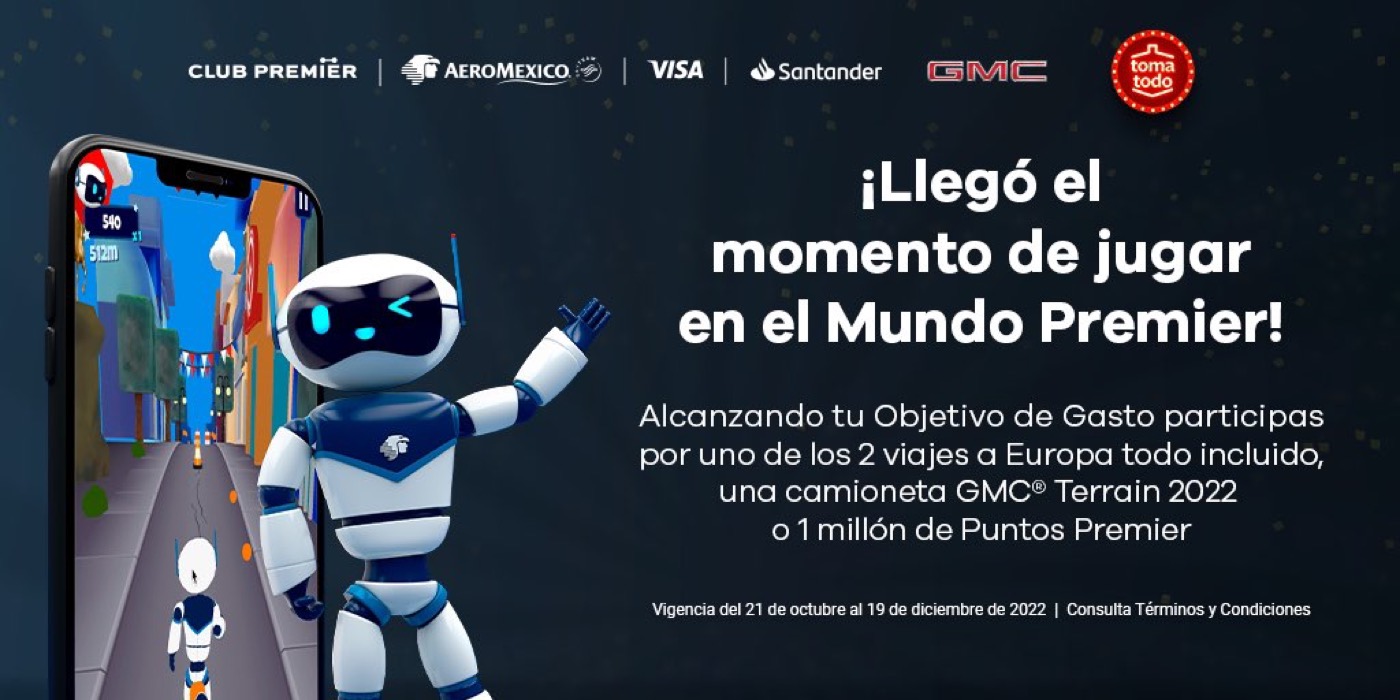 CLUB PREMIER | AEROMEXICO | VISA | Santander GMC
toma
todo
¡Llegó el
momento de jugar
en el Mundo Premier!
Alcanzando tu Objetivo de Gasto participas
por uno de los 2 viajes a Europa todo incluido,
una camioneta GMC® Terrain 2022
o 1 millón de Puntos Premier
Vigencia del 21 de octubre al 19 de diciembre de 2022 | Consulta Términos y Condiciones
540
x1
512m